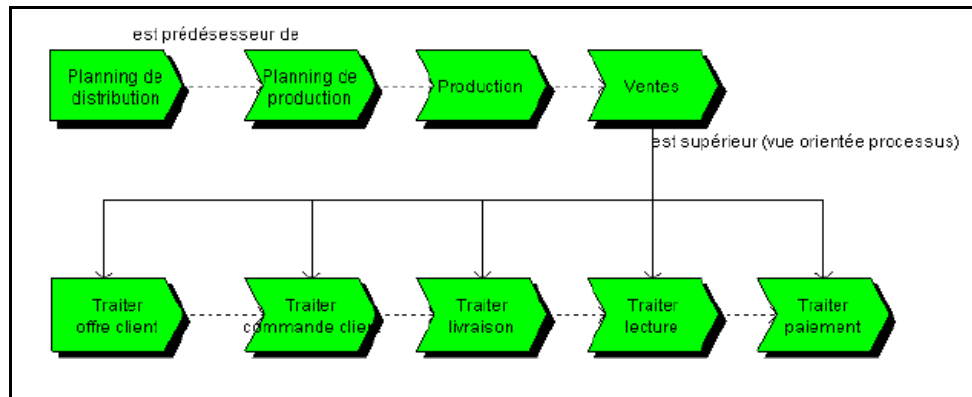 est prédésesseur de
Planning de
distribution
Planning de
production
Production
Ventes
est supérieur (vue orientée processus)
Traiter
offre client
Traiter
commande client
Traiter
livraison
Traiter
lecture
Traiter
paiement